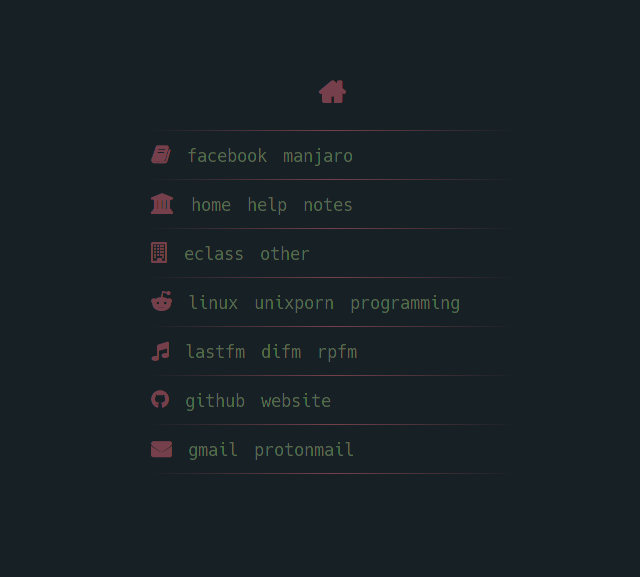 facebook manjaro
home help notes
eclass other
linux unixporn programming
lastfm difm rpfm
github website
gmail protonmail